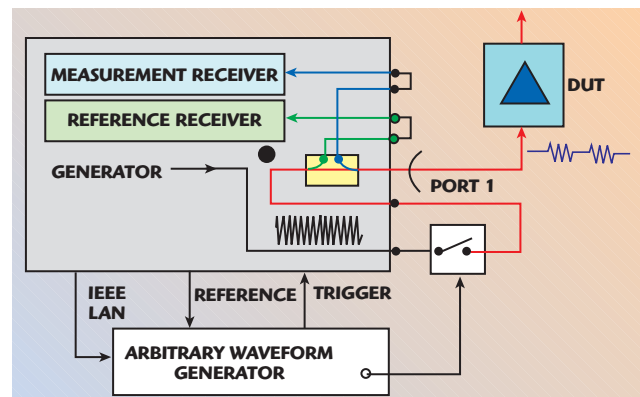 MEASUREMENT RECEIVER
DUT
REFERENCE RECEIVER
GENERATOR
PORT 1
IEEE
LAN
REFERENCE
TRIGGER
ARBITRARY WAVEFORM
GENERATOR